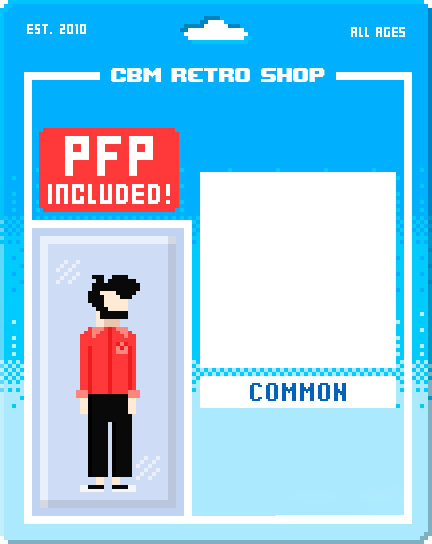 EST. 2010
ALL AGES
CBM RETRO SHOP
PFP
INCLUDED!
COMMON